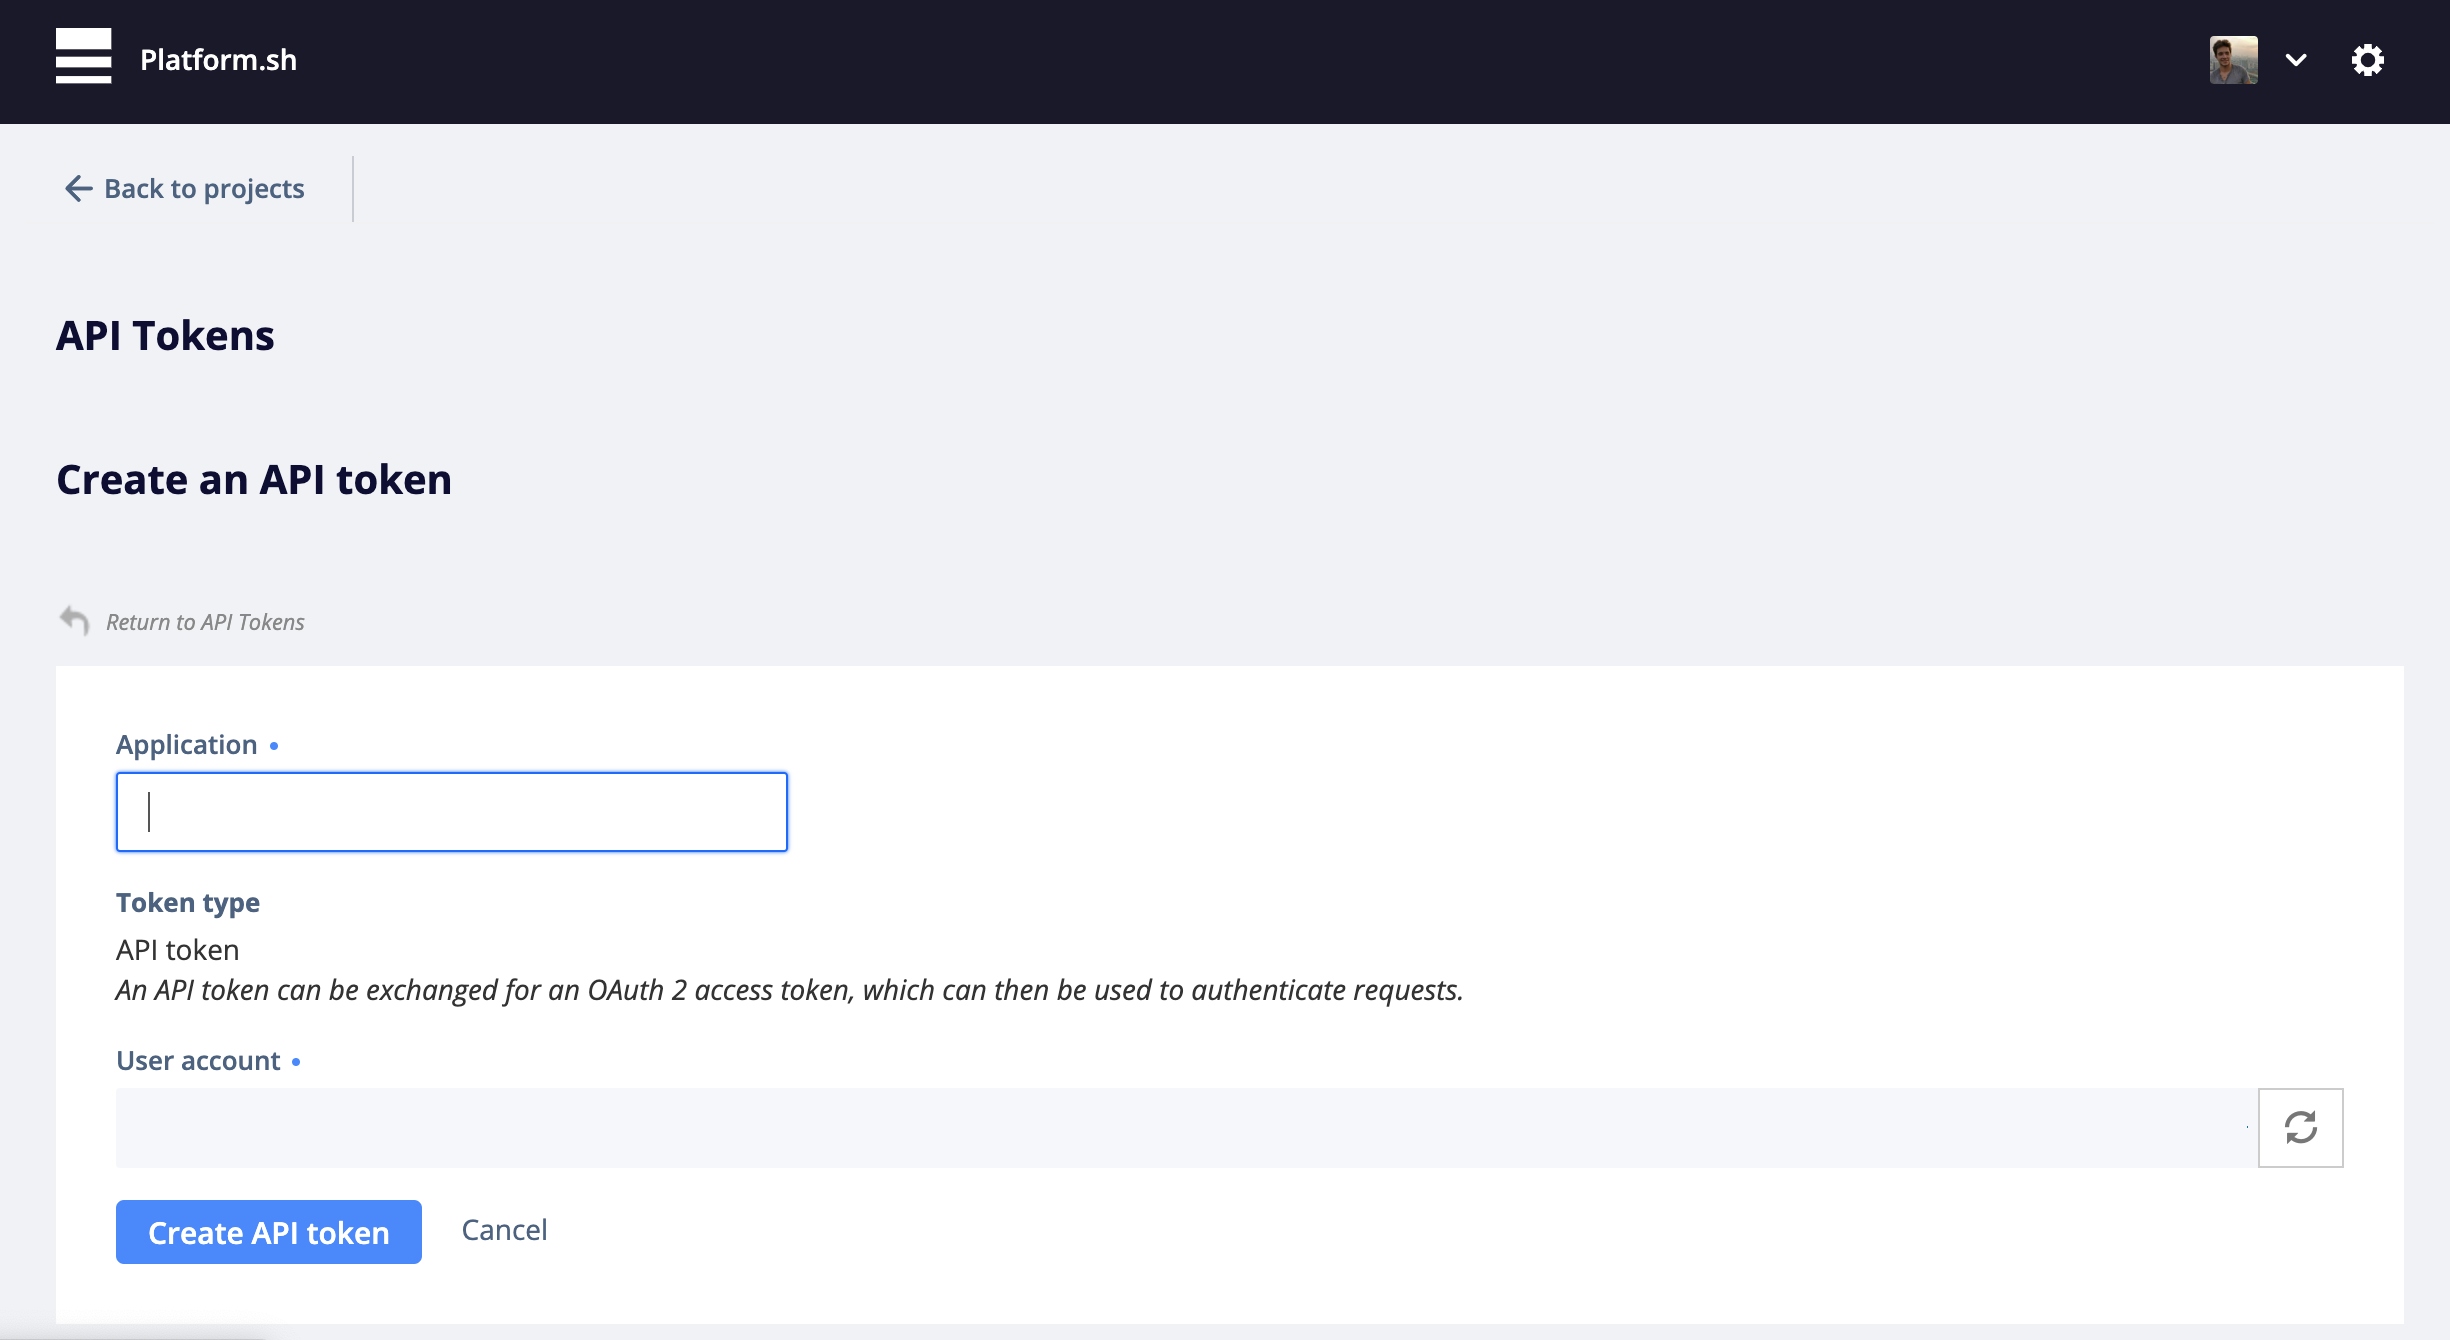 Platform.sh
Back to projects
API Tokens
Create an API token
Return to API Tokens
Application
Token type
API token
An API token can be exchanged for an OAuth 2 access token, which can then be used to authenticate requests.
User account
Create API token
Cancel